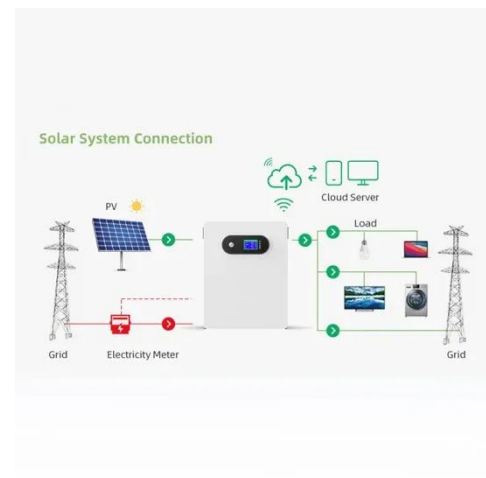 Solar System Connection
Cloud Server
PV
Load
Grid
Electricity Meter
Grid